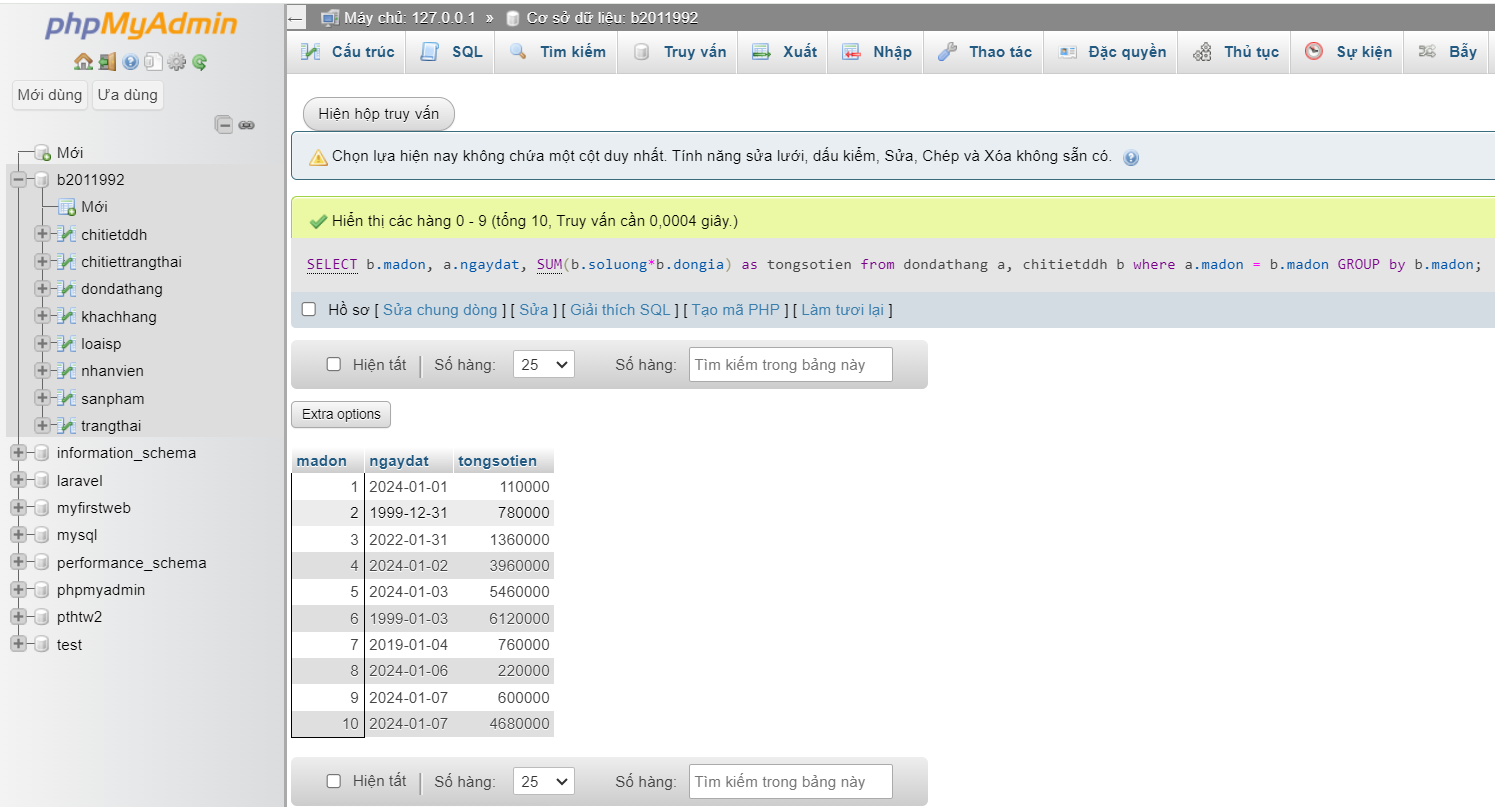 phpMyAdmin
Mới dùng Ưa dùng
Mới
b2011992
Mới
chitietddh
chitiettrangthai
dondathang
khachhang
loaisp
nhanvien
sanpham
trangthai
information_schema
laravel
myfirstweb
mysql
performance_schema
phpmyadmin
pthtw2
test
Máy chủ: 127.0.0.1 » Cơ sở dữ liệu: b2011992
Cấu trúc SQL Tìm kiếm Truy vấn Xuất Nhập Thao tác Đặc quyền Thủ tục Sự kiện Bẫy
Hiện hộp truy vấn
Chọn lựa hiện nay không chứa một cột duy nhất. Tính năng sửa lưới, dấu kiểm, Sửa, Chép và Xóa không sẵn có.
Hiển thị các hàng 0 - 9 (tổng 10, Truy vấn cần 0,0004 giây.)
SELECT b.madon, a.ngaydat, SUM(b.soluong*b.dongia) as tongsotien from dondathang a, chitietddh b where a.madon = b.madon GROUP by b.madon;
Hồ sơ [ Sửa chung dòng ] [ Sửa ] [ Giải thích SQL ] [ Tạo mã PHP ] [ Làm tươi lại ]
Hiện tất Số hàng: 25 Số hàng: Tìm kiếm trong bảng này
Extra options
madon ngaydat tongsotien
1 2024-01-01 110000
2 1999-12-31 780000
3 2022-01-31 1360000
4 2024-01-02 3960000
5 2024-01-03 5460000
6 1999-01-03 6120000
7 2019-01-04 760000
8 2024-01-06 220000
9 2024-01-07 600000
10 2024-01-07 4680000
Hiện tất Số hàng: 25 Số hàng: Tìm kiếm trong bảng này